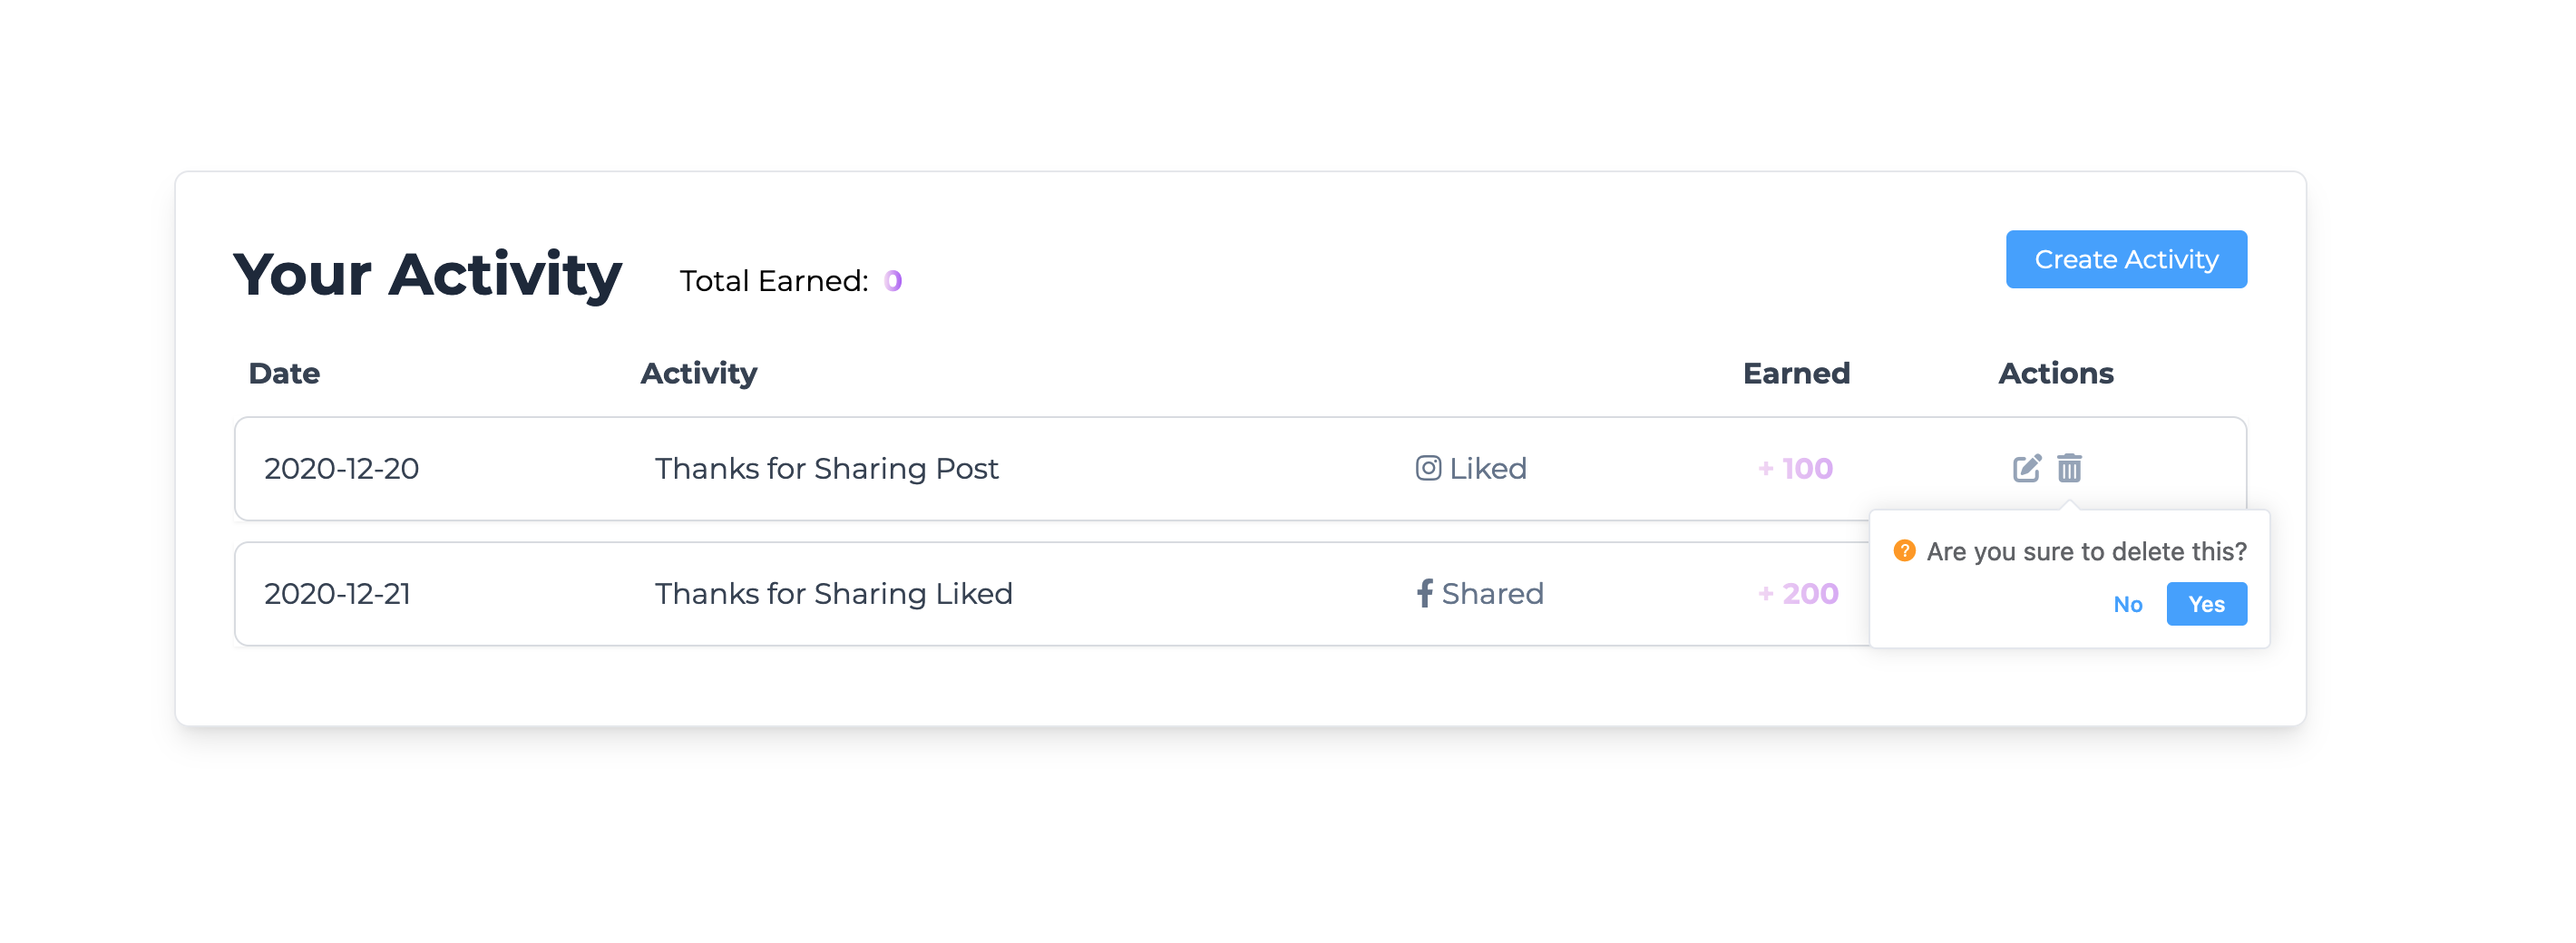 Your Activity Total Earned: 0 Create Activity
Date Activity Earned Actions
2020-12-20 Thanks for Sharing Post Liked + 100
Are you sure to delete this?
2020-12-21 Thanks for Sharing Liked Shared + 200
No Yes